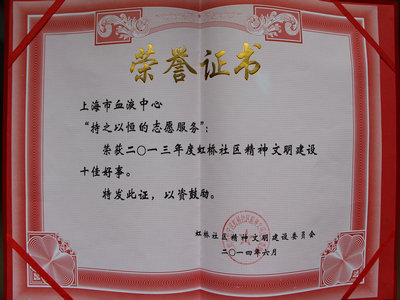 荣誉证书
上海市血液中心
“持之以恒的志愿服务”:
荣获二〇一三年度虹桥社区精神文明建设
十佳好事。
特发此证，以资鼓励。
虹桥社区精神文明建设委员会
二〇一四年六月